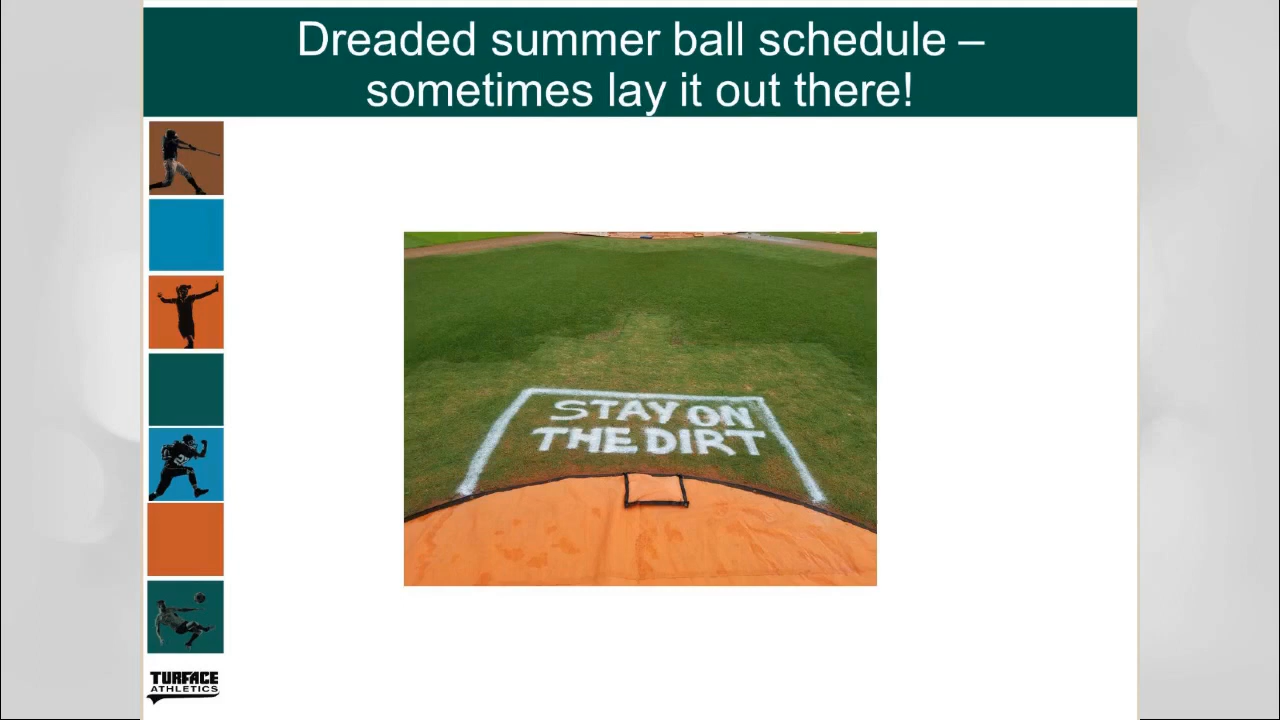 Dreaded summer ball schedule –
sometimes lay it out there!
STAY ON
THE DIRT
TURFACE
ATHLETICS